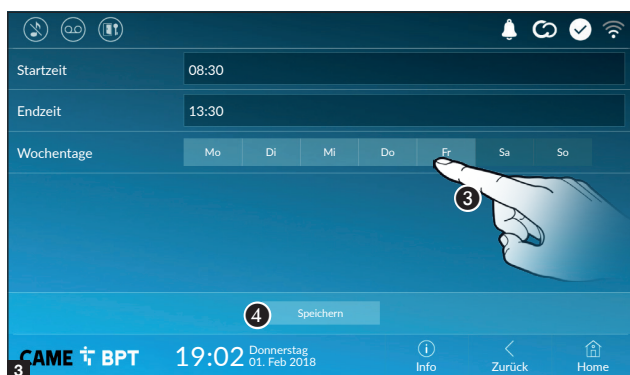 Startzeit 08:30
Endzeit 13:30
Wochentage Mo Di Mi Do Fr Sa So
3
4 Speichern
CAME BPT 19:02 Donnerstag
01. Feb 2018
Info Zurück Home
3